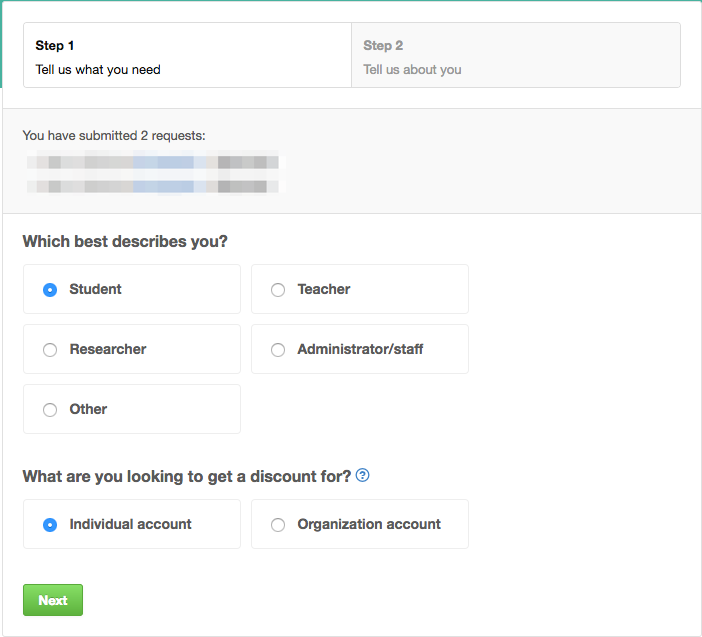 Step 1
Tell us what you need
Step 2
Tell us about you
You have submitted 2 requests:
Which best describes you?
Student
Teacher
Researcher
Administrator/staff
Other
What are you looking to get a discount for? ?
Individual account
Organization account
Next